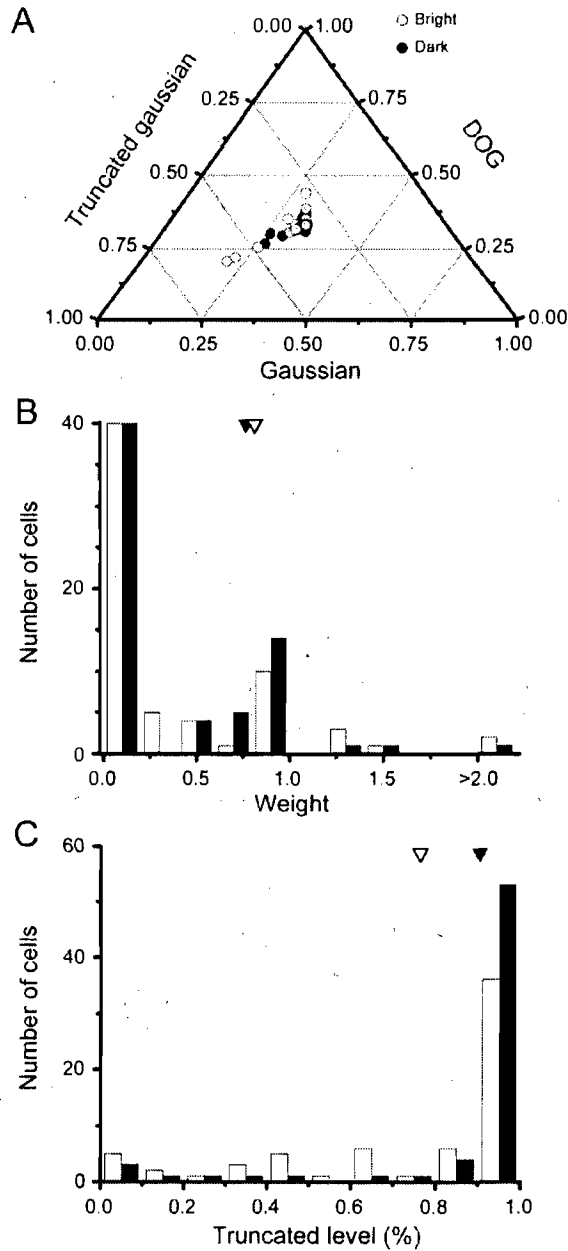 A
Bright
Dark
0.00 1.00
0.25 0.75
0.50 0.50
0.75 0.25
1.00 0.00
Truncated gaussian
DOG
0.00 0.25 0.50 0.75 1.00
Gaussian
B
40
20
0
Number of cells
0.0 0.5 1.0 1.5 >2.0
Weight
C
60
40
20
0
Number of cells
0.0 0.2 0.4 0.6 0.8 1.0
Truncated level (%)